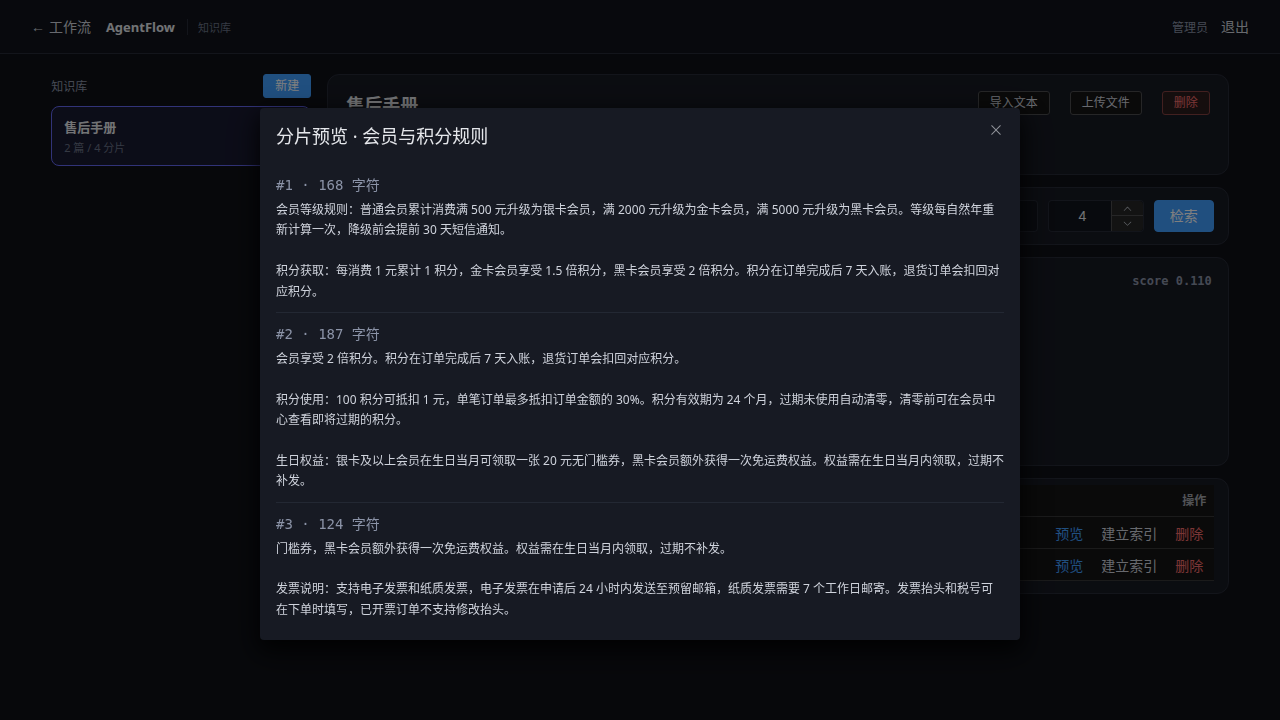 ← 工作流 AgentFlow 知识库 管理员 退出
知识库 新建
售后手册
2 篇 / 4 分片
售后手册 导入文本 上传文件 删除
4 检索
score 0.110
操作
预览 建立索引 删除
预览 建立索引 删除
分片预览 · 会员与积分规则
#1 · 168 字符
会员等级规则：普通会员累计消费满 500 元升级为银卡会员，满 2000 元升级为金卡会员，满 5000 元升级为黑卡会员。等级每自然年重
新计算一次，降级前会提前 30 天短信通知。
积分获取：每消费 1 元累计 1 积分，金卡会员享受 1.5 倍积分，黑卡会员享受 2 倍积分。积分在订单完成后 7 天入账，退货订单会扣回对
应积分。
#2 · 187 字符
会员享受 2 倍积分。积分在订单完成后 7 天入账，退货订单会扣回对应积分。
积分使用：100 积分可抵扣 1 元，单笔订单最多抵扣订单金额的 30%。积分有效期为 24 个月，过期未使用自动清零，清零前可在会员中
心查看即将过期的积分。
生日权益：银卡及以上会员在生日当月可领取一张 20 元无门槛券，黑卡会员额外获得一次免运费权益。权益需在生日当月内领取，过期不
补发。
#3 · 124 字符
门槛券，黑卡会员额外获得一次免运费权益。权益需在生日当月内领取，过期不补发。
发票说明：支持电子发票和纸质发票，电子发票在申请后 24 小时内发送至预留邮箱，纸质发票需要 7 个工作日邮寄。发票抬头和税号可
在下单时填写，已开票订单不支持修改抬头。